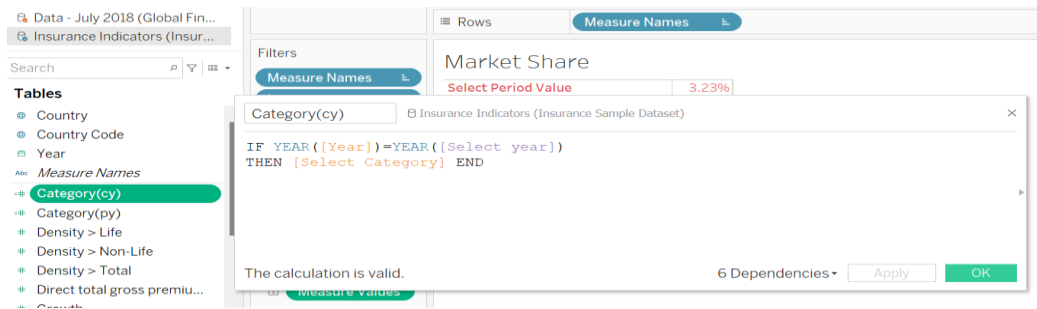 Data - July 2018 (Global Fin...
Insurance Indicators (Insur...
Search
Tables
Country
Country Code
Year
Abc Measure Names
Category(cy)
Category(py)
Density > Life
Density > Non-Life
Density > Total
Direct total gross premiu...
Growth
Filters
Measure Names
Rows
Measure Names
Market Share
Select Period Value 3.23%
Category(cy)
Insurance Indicators (Insurance Sample Dataset)
IF YEAR([Year])=YEAR([Select year])
THEN [Select Category] END
The calculation is valid.
6 Dependencies
Apply
OK
Measure Values